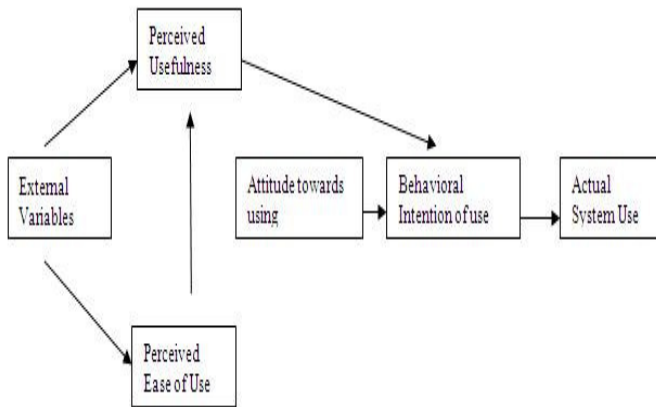 Perceived
Usefulness
External
Variables
Attitude towards
using
Behavioral
Intention of use
Actual
System Use
Perceived
Ease of Use